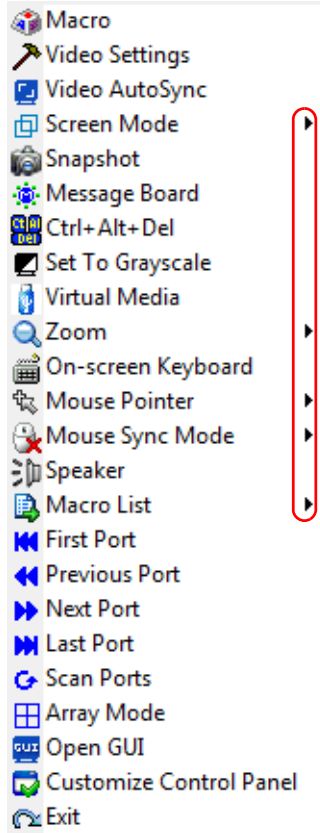 Macro
Video Settings
Video AutoSync
Screen Mode
Snapshot
Message Board
Ctrl+Alt+Del
Set To Grayscale
Virtual Media
Zoom
On-screen Keyboard
Mouse Pointer
Mouse Sync Mode
Speaker
Macro List
First Port
Previous Port
Next Port
Last Port
Scan Ports
Array Mode
GUI Open GUI
Customize Control Panel
Exit